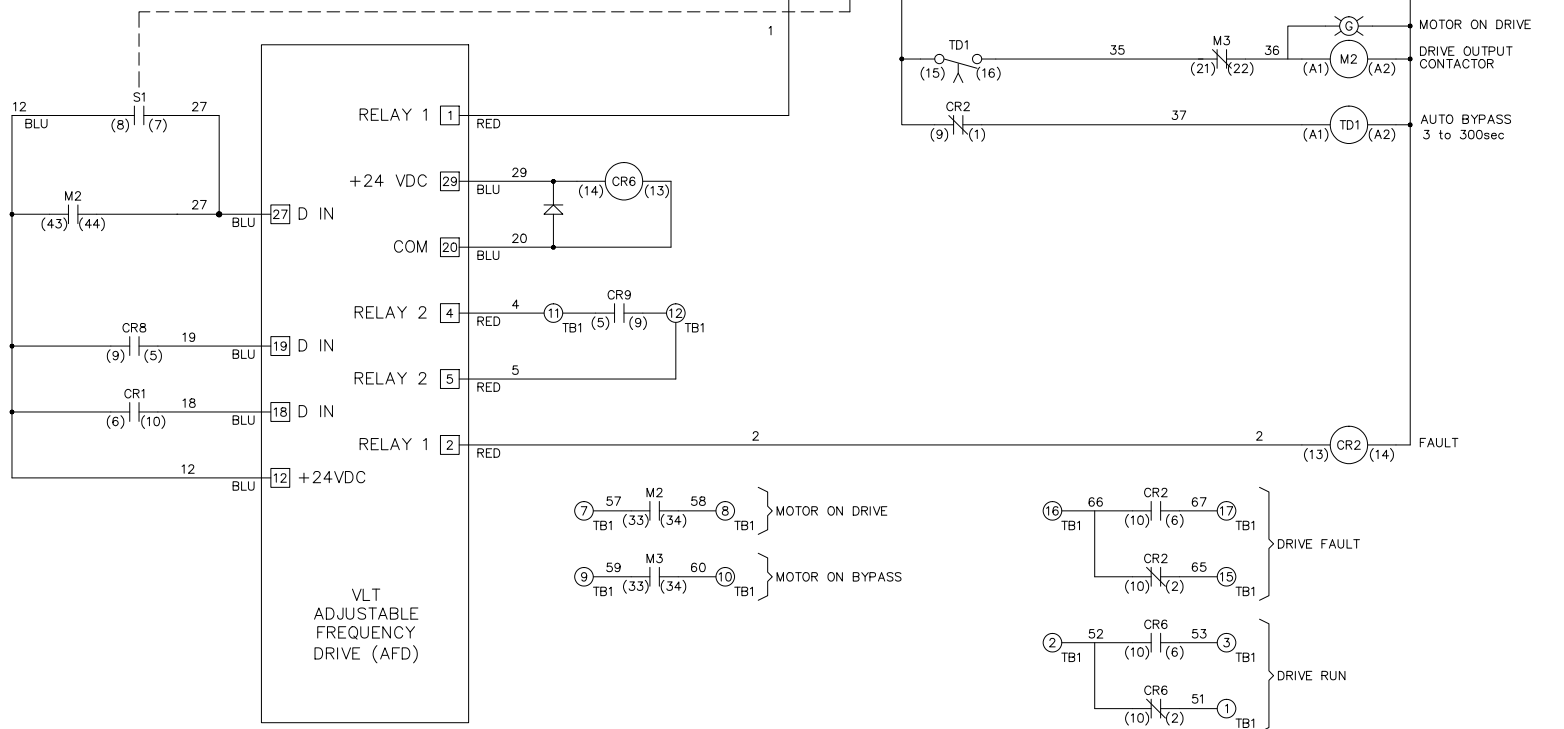 1
G
MOTOR ON DRIVE
TD1
(15) (16)
35
M3
(21) (22)
36
(A1) M2 (A2)
DRIVE OUTPUT
CONTACTOR
CR2
(9) (1)
37
(A1) TD1 (A2)
AUTO BYPASS
3 to 300sec
12
BLU
S1
(8) (7)
27
M2
(43) (44)
27
BLU
27 D IN
CR8
(9) (5)
19
BLU
19 D IN
CR1
(6) (10)
18
BLU
18 D IN
12
BLU
12 +24VDC
RELAY 1 1
RED
+24 VDC 29
BLU
29
(14) CR6 (13)
COM 20
BLU
20
RELAY 2 4
RED
4
11
TB1
CR9
(5) (9)
12
TB1
RELAY 2 5
RED
5
RELAY 1 2
RED
2
2
(13) CR2 (14)
FAULT
VLT
ADJUSTABLE
FREQUENCY
DRIVE (AFD)
7
TB1
57
M2
(33) (34)
58
8
TB1
MOTOR ON DRIVE
9
TB1
59
M3
(33) (34)
60
10
TB1
MOTOR ON BYPASS
16
TB1
66
CR2
(10) (6)
67
17
TB1
CR2
(10) (2)
65
15
TB1
DRIVE FAULT
2
TB1
52
CR6
(10) (6)
53
3
TB1
CR6
(10) (2)
51
1
TB1
DRIVE RUN